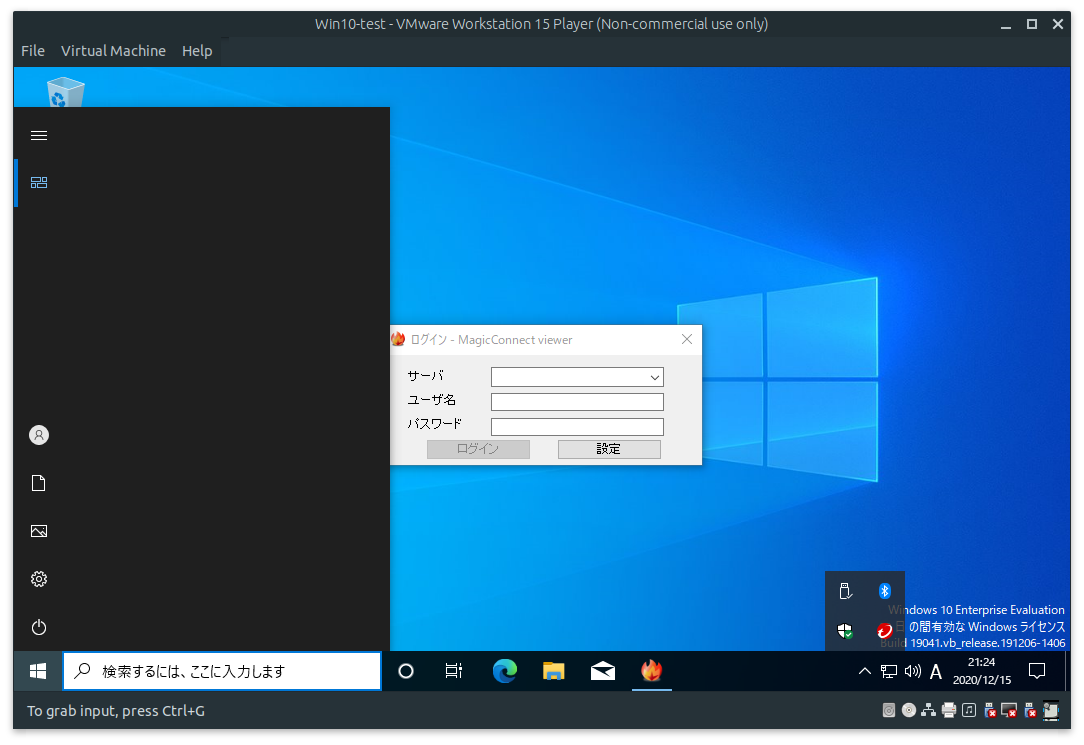 Win10-test - VMware Workstation 15 Player (Non-commercial use only)
File Virtual Machine Help
ログイン - MagicConnect viewer
サーバ
ユーザ名
パスワード
ログイン 設定
Windows 10 Enterprise Evaluation
日の間有効な Windows ライセンス
Build 19041.vb_release.191206-1406
検索するには、ここに入力します
A
21:24
2020/12/15
To grab input, press Ctrl+G